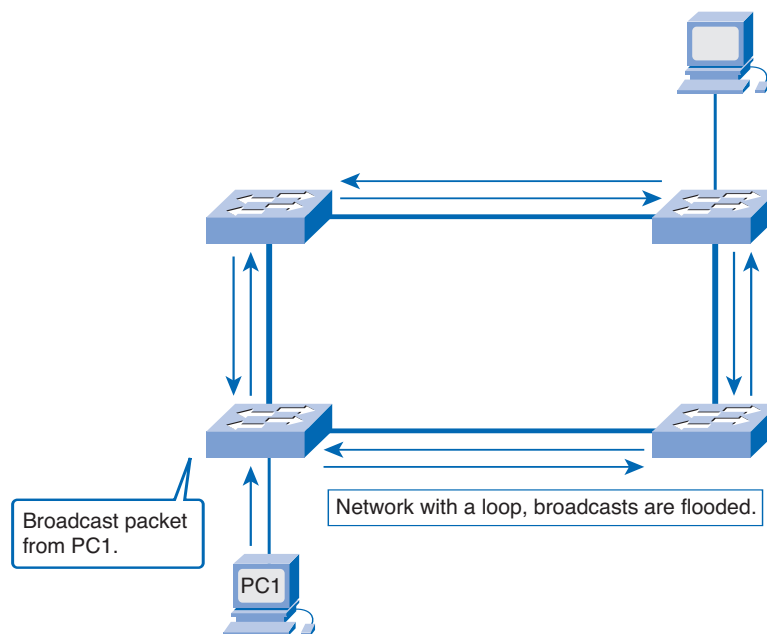 Network with a loop, broadcasts are flooded.
Broadcast packet
from PC1.
PC1